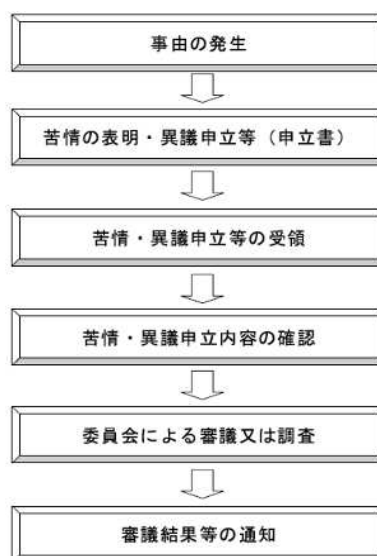 事由の発生
苦情の表明・異議申立等（申立書）
苦情・異議申立等の受領
苦情・異議申立内容の確認
委員会による審議又は調査
審議結果等の通知